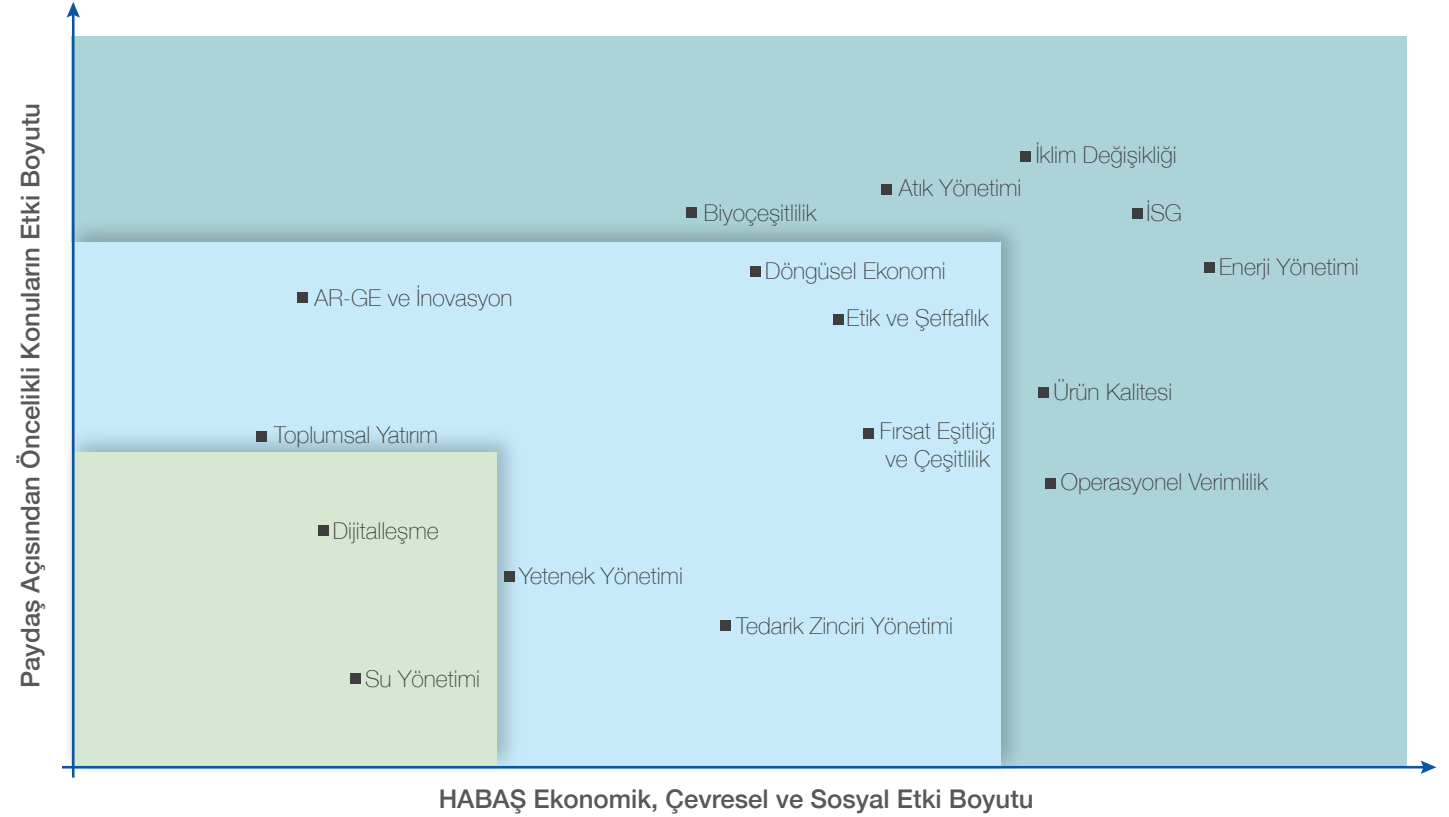 Paydaş Açısından Öncelikli Konuların Etki Boyutu
İklim Değişikliği
Atık Yönetimi
Biyoçeşitlilik
İSG
Enerji Yönetimi
Döngüsel Ekonomi
AR-GE ve İnovasyon
Etik ve Şeffaflık
Ürün Kalitesi
Toplumsal Yatırım
Fırsat Eşitliği
ve Çeşitlilik
Operasyonel Verimlilik
Dijitalleşme
Yetenek Yönetimi
Tedarik Zinciri Yönetimi
Su Yönetimi
HABAŞ Ekonomik, Çevresel ve Sosyal Etki Boyutu